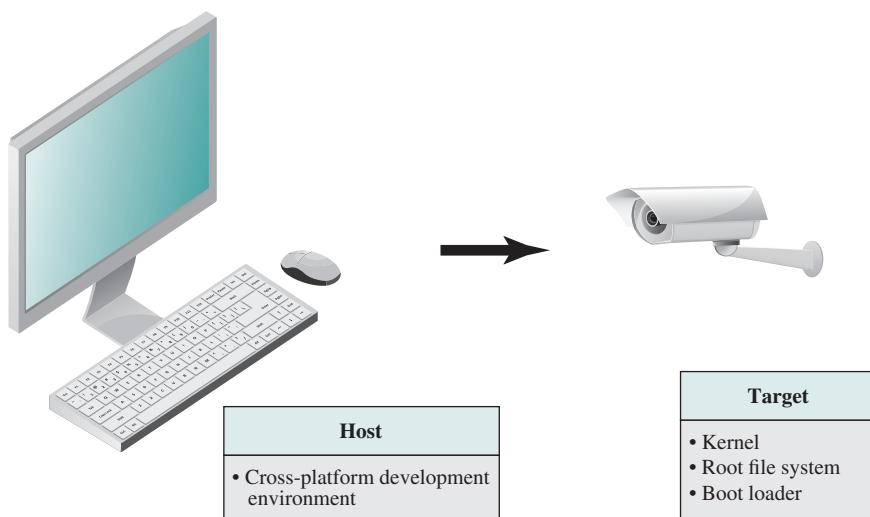 Host
• Cross-platform development
environment
Target
• Kernel
• Root file system
• Boot loader